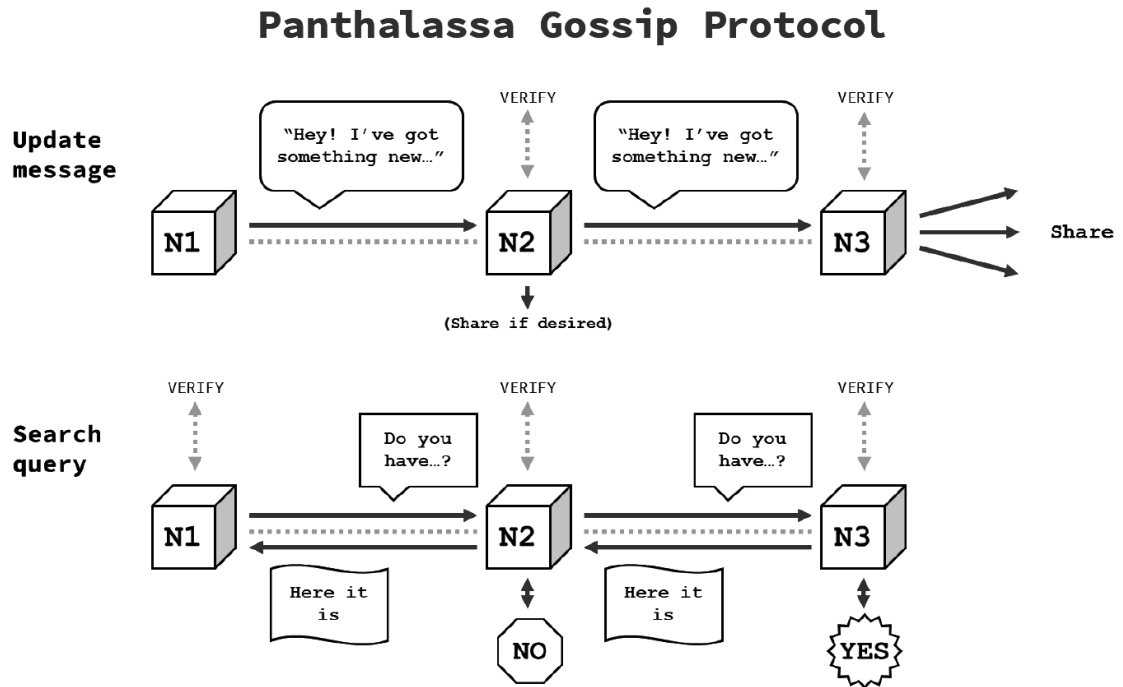 Panthalassa Gossip Protocol
VERIFY
VERIFY
Update
message
“Hey! I’ve got
something new…”
“Hey! I’ve got
something new…”
N1
N2
N3
Share
(Share if desired)
VERIFY
VERIFY
VERIFY
Search
query
Do you
have…?
Do you
have…?
N1
N2
N3
Here it
is
Here it
is
NO
YES